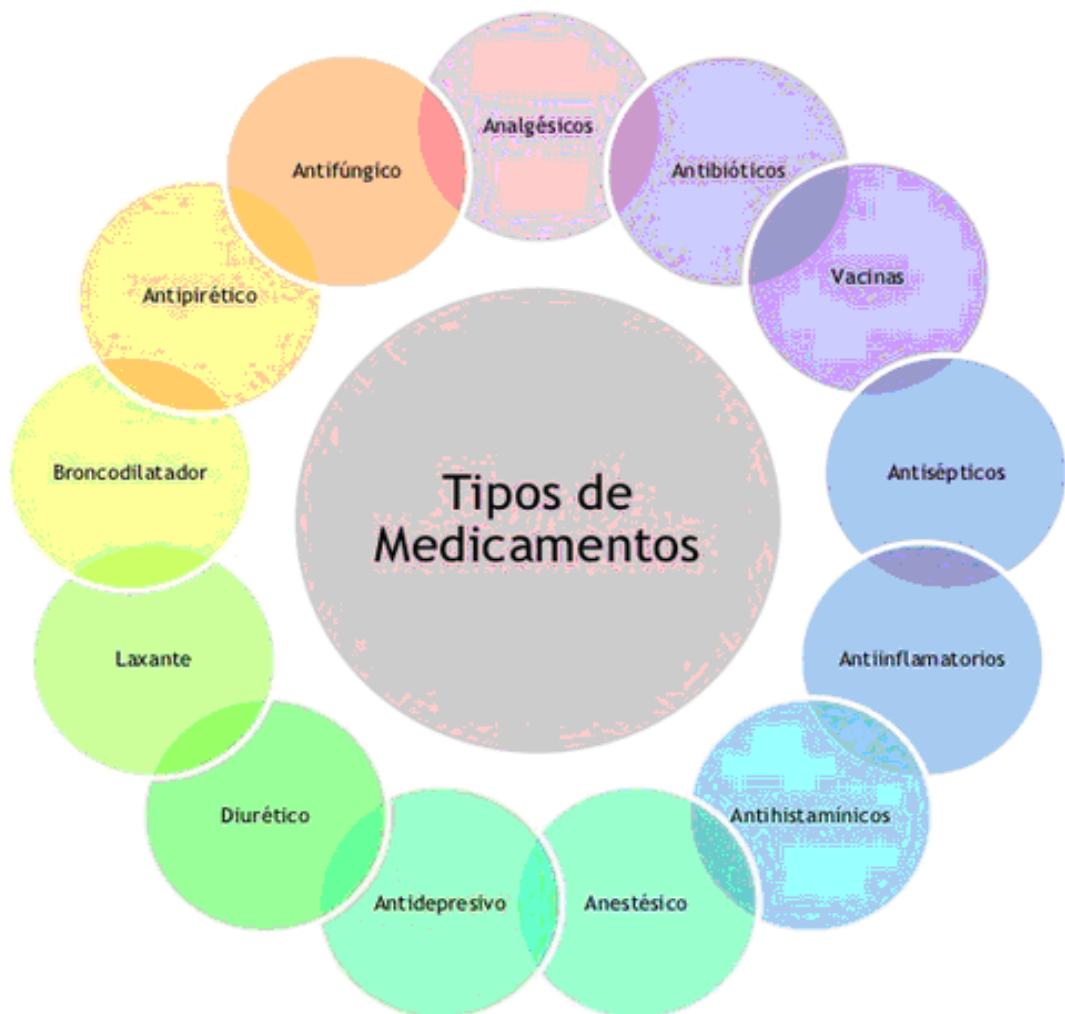 Tipos de
Medicamentos
Analgésicos
Antibióticos
Vacinas
Antisépticos
Antiinflamatorios
Antihistamínicos
Anestésico
Antidepresivo
Diurético
Laxante
Broncodilatador
Antipirético
Antifúngico